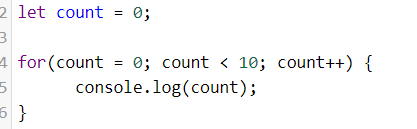 2 let count = 0;
3
4 for(count = 0; count < 10; count++) {
5 console.log(count);
6 }